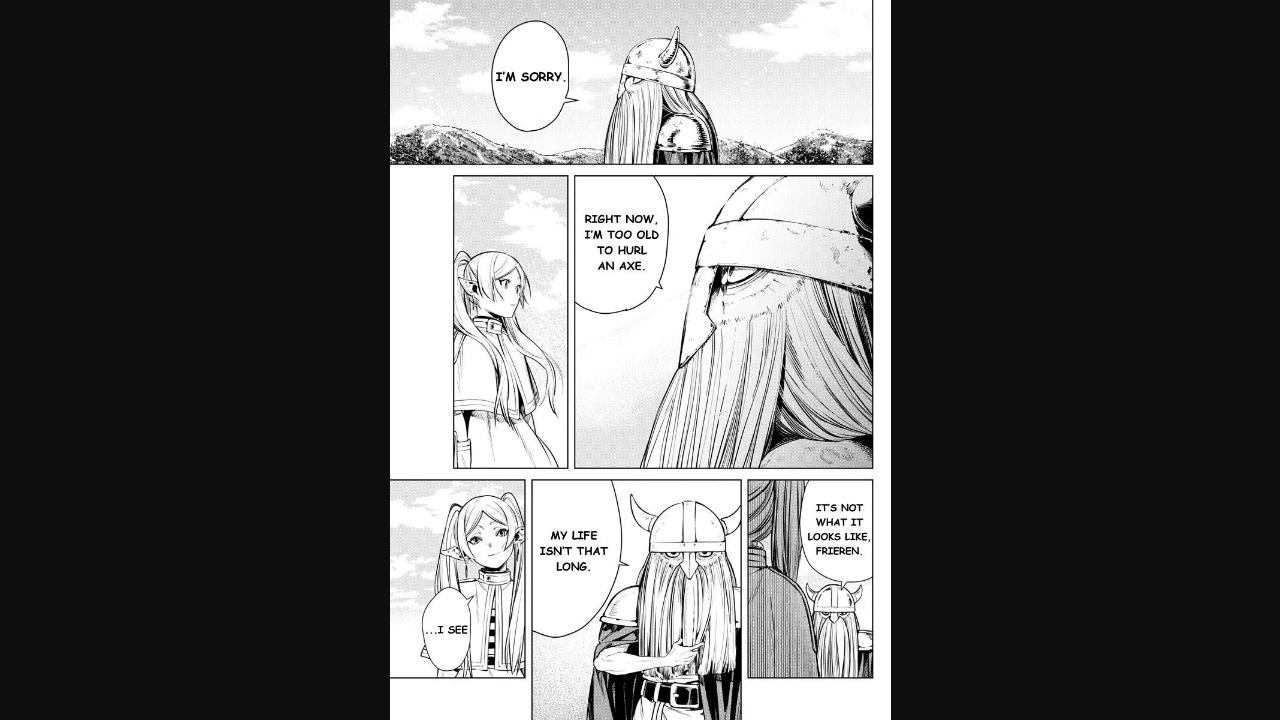 I'M SORRY.
RIGHT NOW,
I'M TOO OLD
TO HURL
AN AXE.
IT'S NOT
WHAT IT
LOOKS LIKE,
FRIEREN.
MY LIFE
ISN'T THAT
LONG.
...I SEE